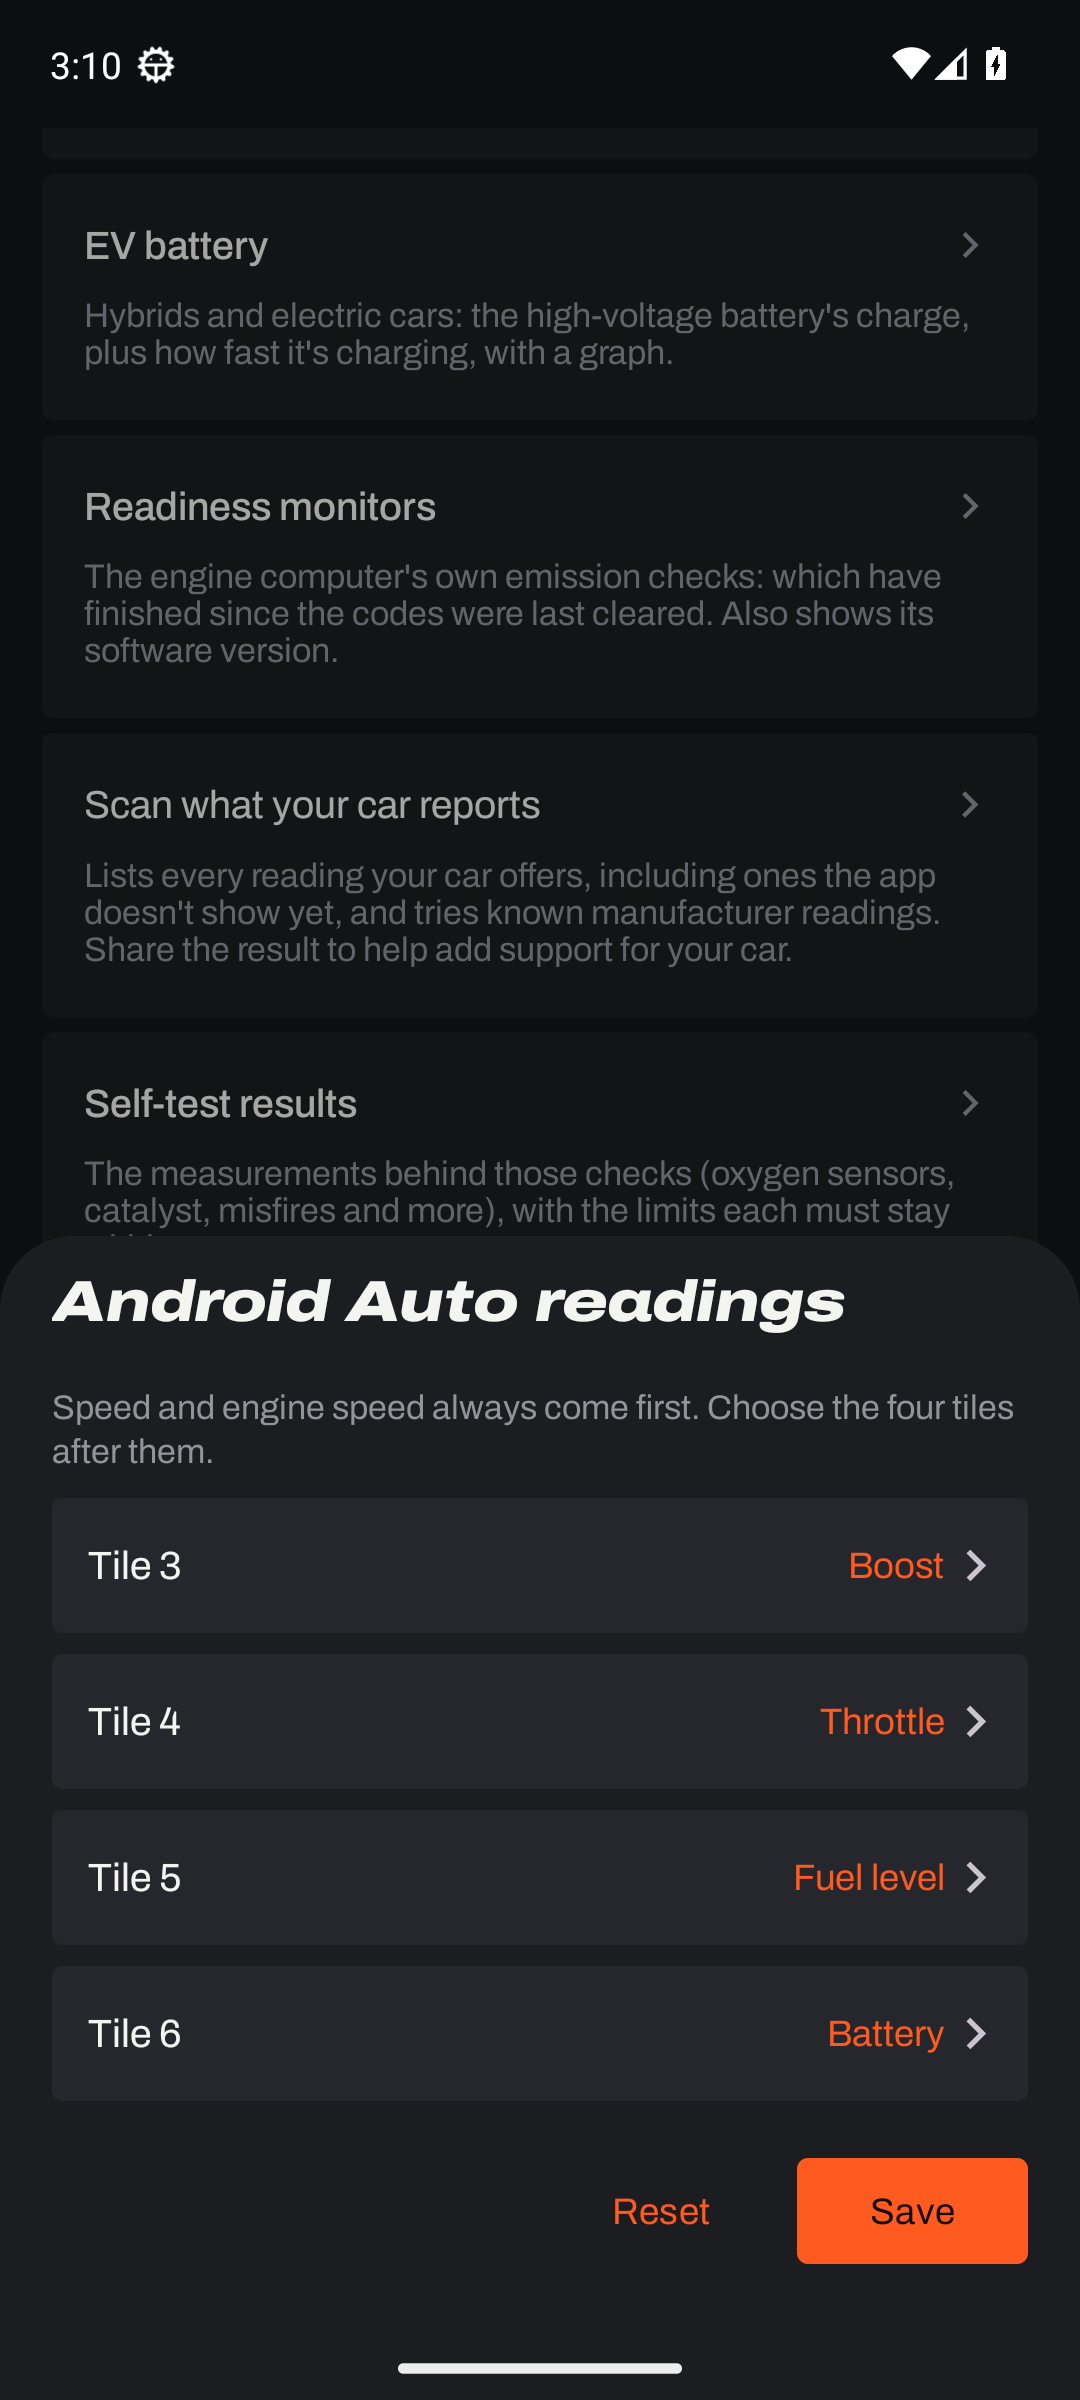 3:10
EV battery
Hybrids and electric cars: the high-voltage battery's charge,
plus how fast it's charging, with a graph.
Readiness monitors
The engine computer's own emission checks: which have
finished since the codes were last cleared. Also shows its
software version.
Scan what your car reports
Lists every reading your car offers, including ones the app
doesn't show yet, and tries known manufacturer readings.
Share the result to help add support for your car.
Self-test results
The measurements behind those checks (oxygen sensors,
catalyst, misfires and more), with the limits each must stay
Android Auto readings
Speed and engine speed always come first. Choose the four tiles
after them.
Tile 3 Boost
Tile 4 Throttle
Tile 5 Fuel level
Tile 6 Battery
Reset Save